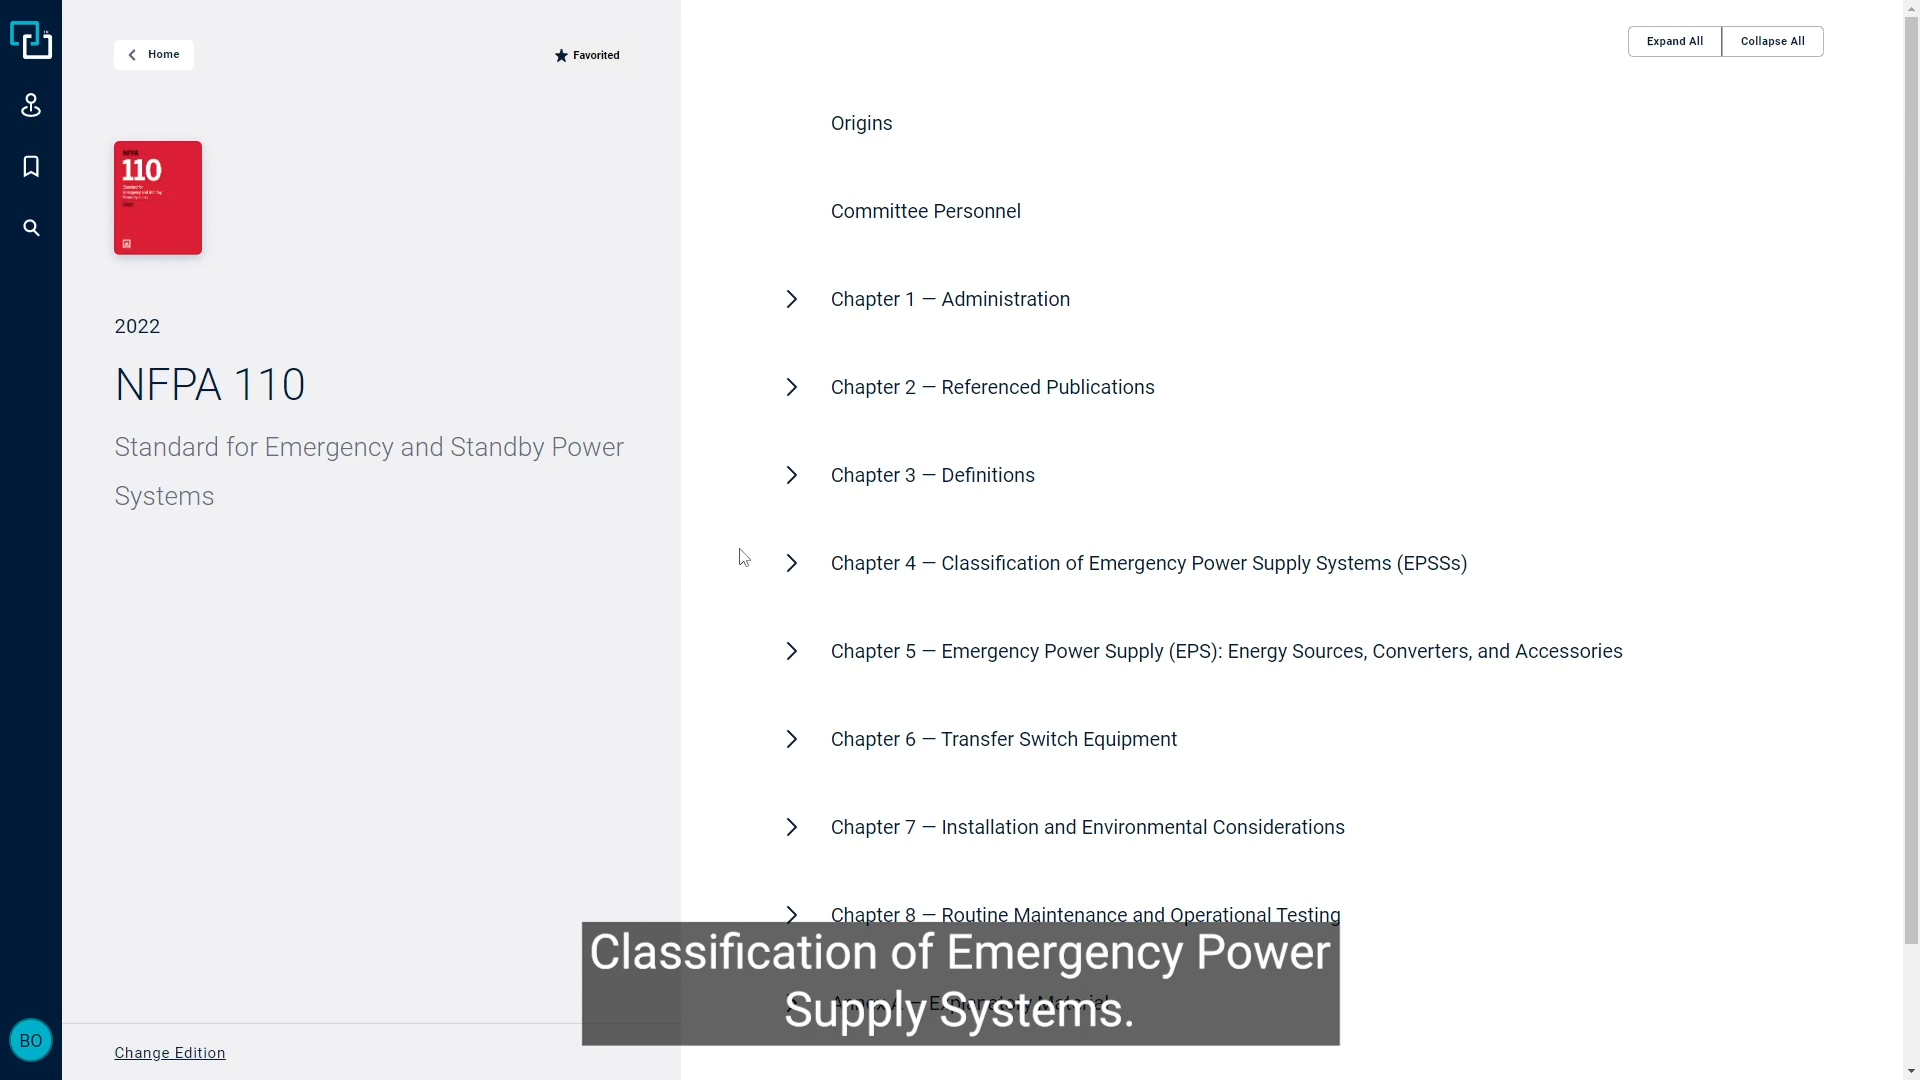 Home
Favorited
NFPA
110
2022
NFPA 110
Standard for Emergency and Standby Power
Systems
Change Edition
BO
Expand All
Collapse All
Origins
Committee Personnel
Chapter 1 — Administration
Chapter 2 — Referenced Publications
Chapter 3 — Definitions
Chapter 4 — Classification of Emergency Power Supply Systems (EPSSs)
Chapter 5 — Emergency Power Supply (EPS): Energy Sources, Converters, and Accessories
Chapter 6 — Transfer Switch Equipment
Chapter 7 — Installation and Environmental Considerations
Chapter 8 — Routine Maintenance and Operational Testing
Annex A — Explanatory Material
Classification of Emergency Power
Supply Systems.